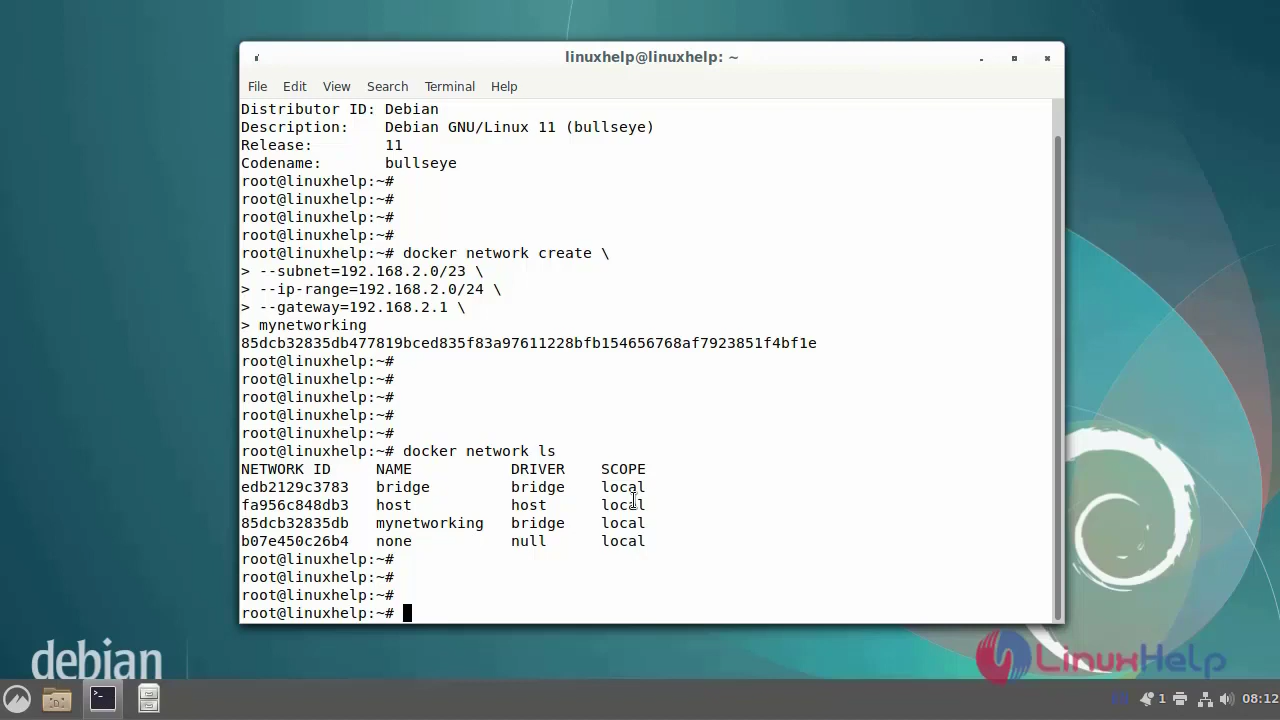 linuxhelp@linuxhelp: ~
File Edit View Search Terminal Help
Distributor ID: Debian
Description: Debian GNU/Linux 11 (bullseye)
Release: 11
Codename: bullseye
root@linuxhelp:~#
root@linuxhelp:~#
root@linuxhelp:~#
root@linuxhelp:~#
root@linuxhelp:~# docker network create \
> --subnet=192.168.2.0/23 \
> --ip-range=192.168.2.0/24 \
> --gateway=192.168.2.1 \
> mynetworking
85dcb32835db477819bced835f83a97611228bfb154656768af7923851f4bf1e
root@linuxhelp:~#
root@linuxhelp:~#
root@linuxhelp:~#
root@linuxhelp:~#
root@linuxhelp:~#
root@linuxhelp:~# docker network ls
NETWORK ID NAME DRIVER SCOPE
edb2129c3783 bridge bridge local
fa956c848db3 host host local
85dcb32835db mynetworking bridge local
b07e450c26b4 none null local
root@linuxhelp:~#
root@linuxhelp:~#
root@linuxhelp:~#
root@linuxhelp:~#
debian
LinuxHelp
1 08:12